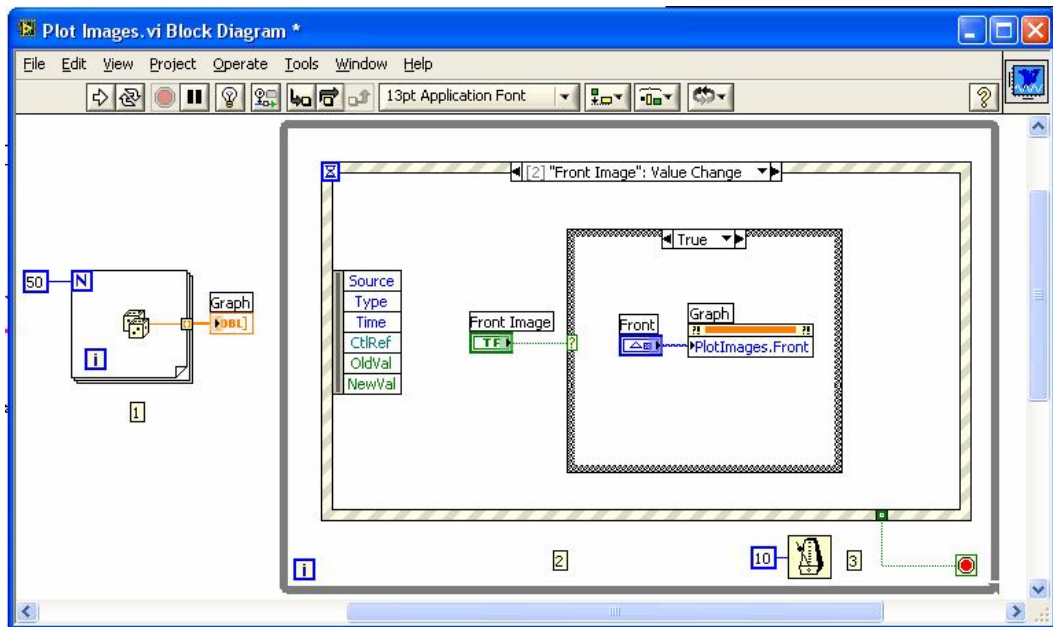 Plot Images.vi Block Diagram *
File Edit View Project Operate Tools Window Help
13pt Application Font
[2] "Front Image": Value Change
True
50
N
Graph
DBL
i
1
Source
Type
Time
CtlRef
OldVal
NewVal
Front Image
TF
?
Front
Graph
?! ?!
PlotImages.Front
i
2
10
3